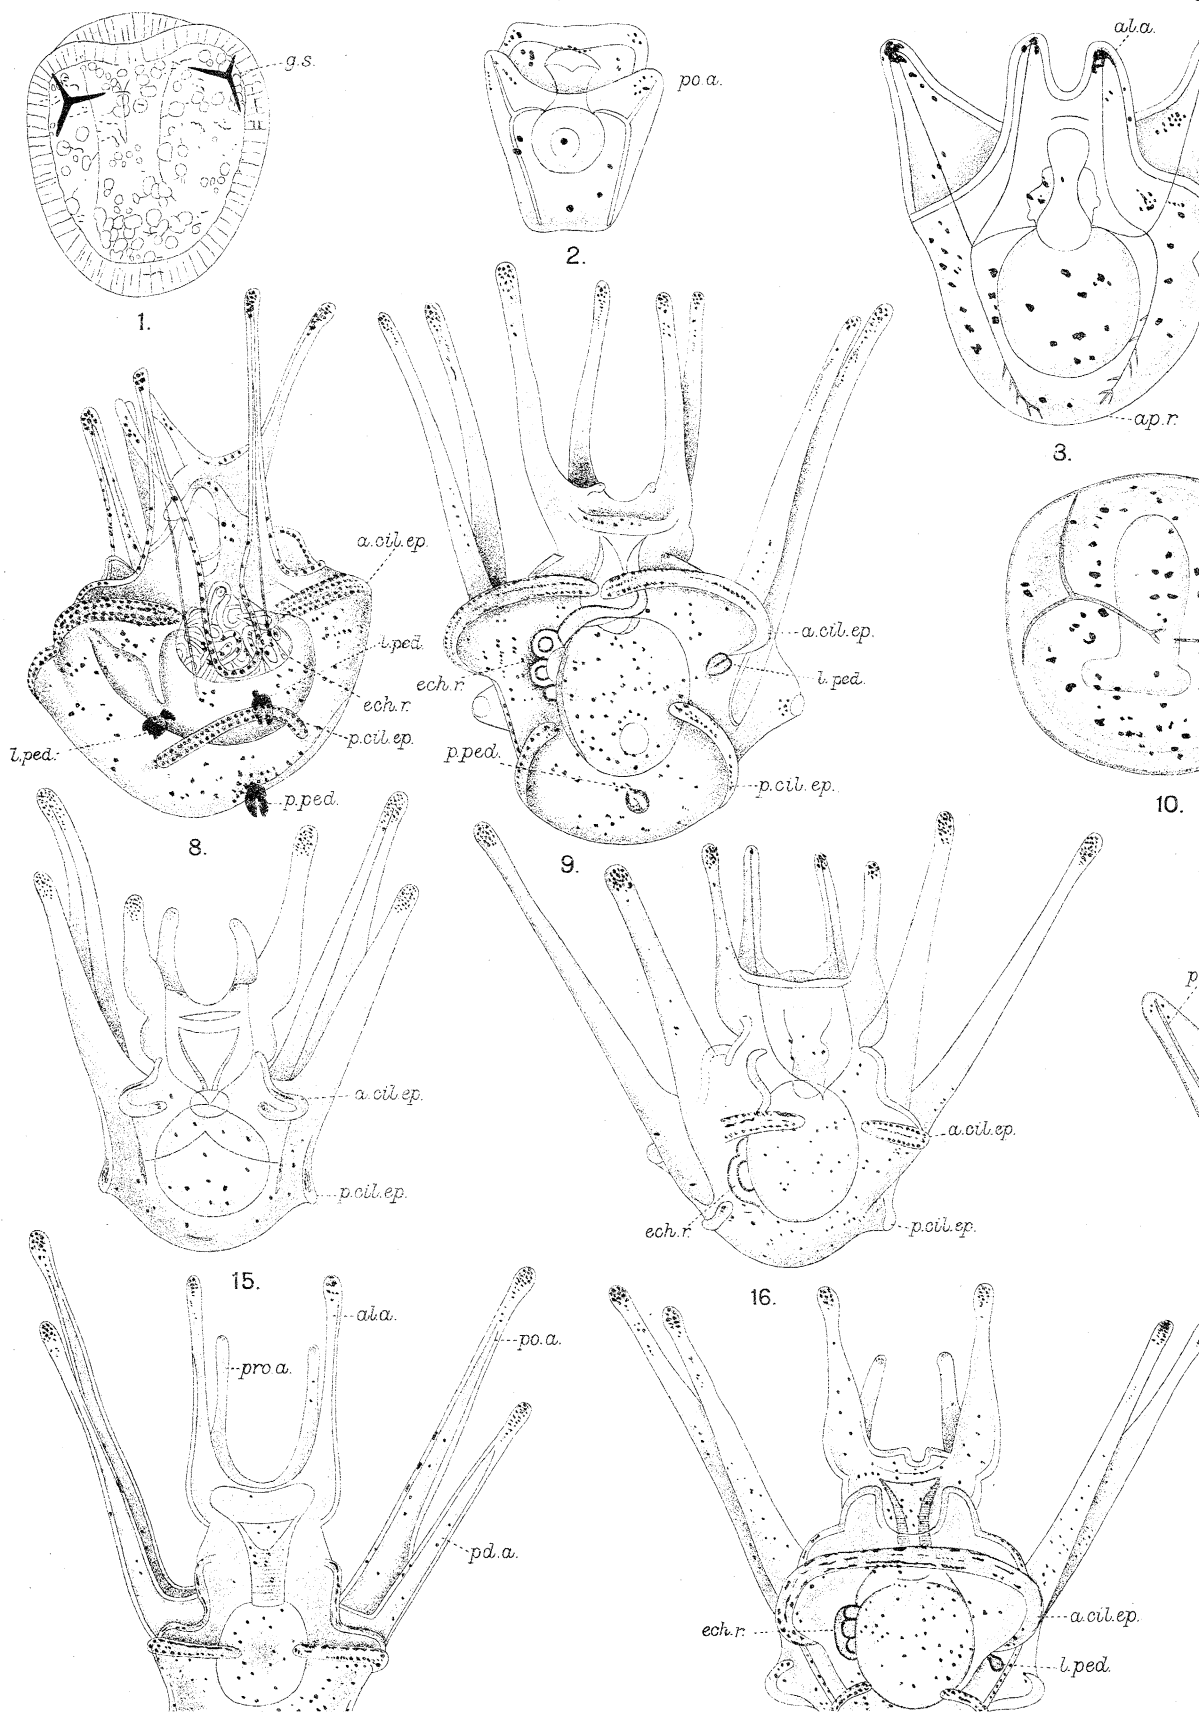 g.s.
1.
po.a.
2.
al.a.
ap.r.
3.
a.cil.ep.
l.ped.
ech.r.
p.cil.ep.
l.ped.
p.ped.
8.
a.cil.ep.
l.ped.
ech.r.
p.ped.
p.cil.ep.
9.
10.
a.cil.ep.
p.cil.ep.
15.
a.cil.ep.
ech.r.
p.cil.ep.
16.
p
al.a.
pro.a.
po.a.
pd.a.
ech.r.
a.cil.ep.
l.ped.